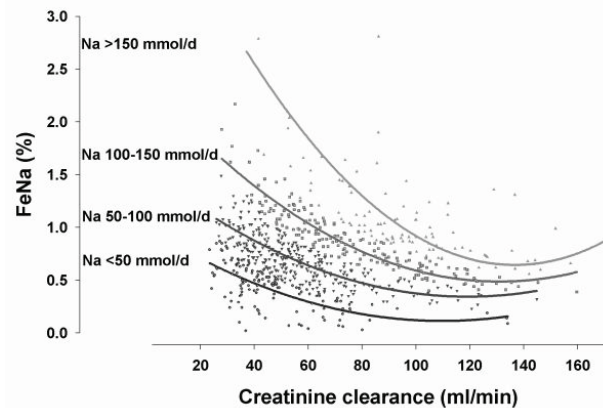 3.0
Na >150 mmol/d
2.5
2.0
Na 100-150 mmol/d
1.5
Na 50-100 mmol/d
1.0
Na <50 mmol/d
0.5
0.0
FeNa (%)
20 40 60 80 100 120 140 160
Creatinine clearance (ml/min)